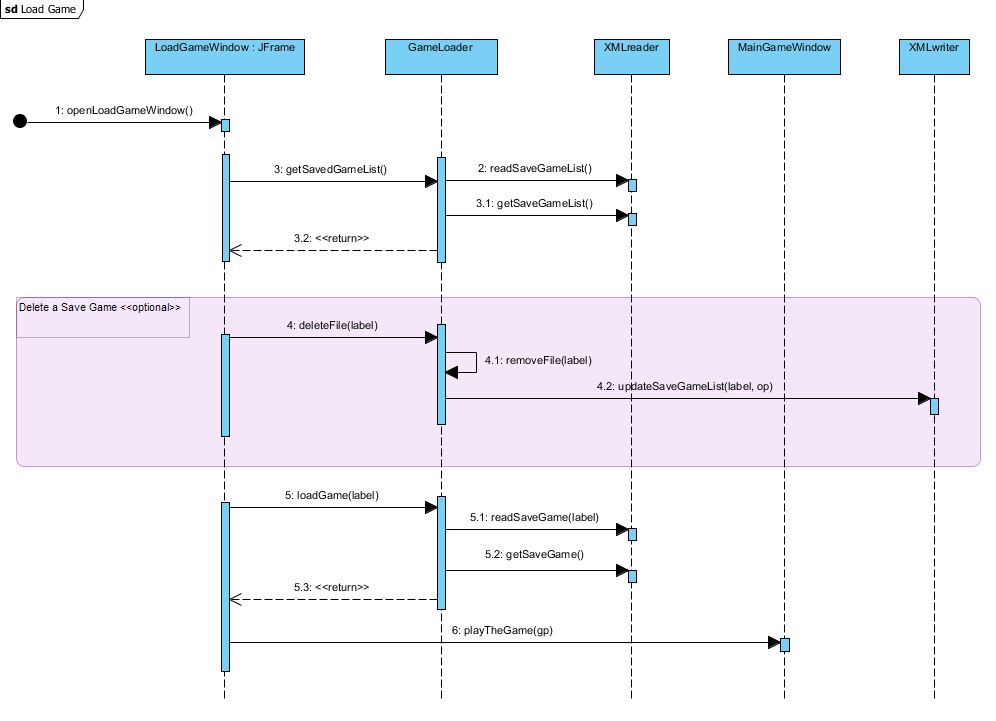 sd Load Game
LoadGameWindow : JFrame
GameLoader
XMLreader
MainGameWindow
XMLwriter
1: openLoadGameWindow()
3: getSavedGameList()
2: readSaveGameList()
3.1: getSaveGameList()
3.2: <<return>>
Delete a Save Game <<optional>>
4: deleteFile(label)
4.1: removeFile(label)
4.2: updateSaveGameList(label, op)
5: loadGame(label)
5.1: readSaveGame(label)
5.2: getSaveGame()
5.3: <<return>>
6: playTheGame(gp)